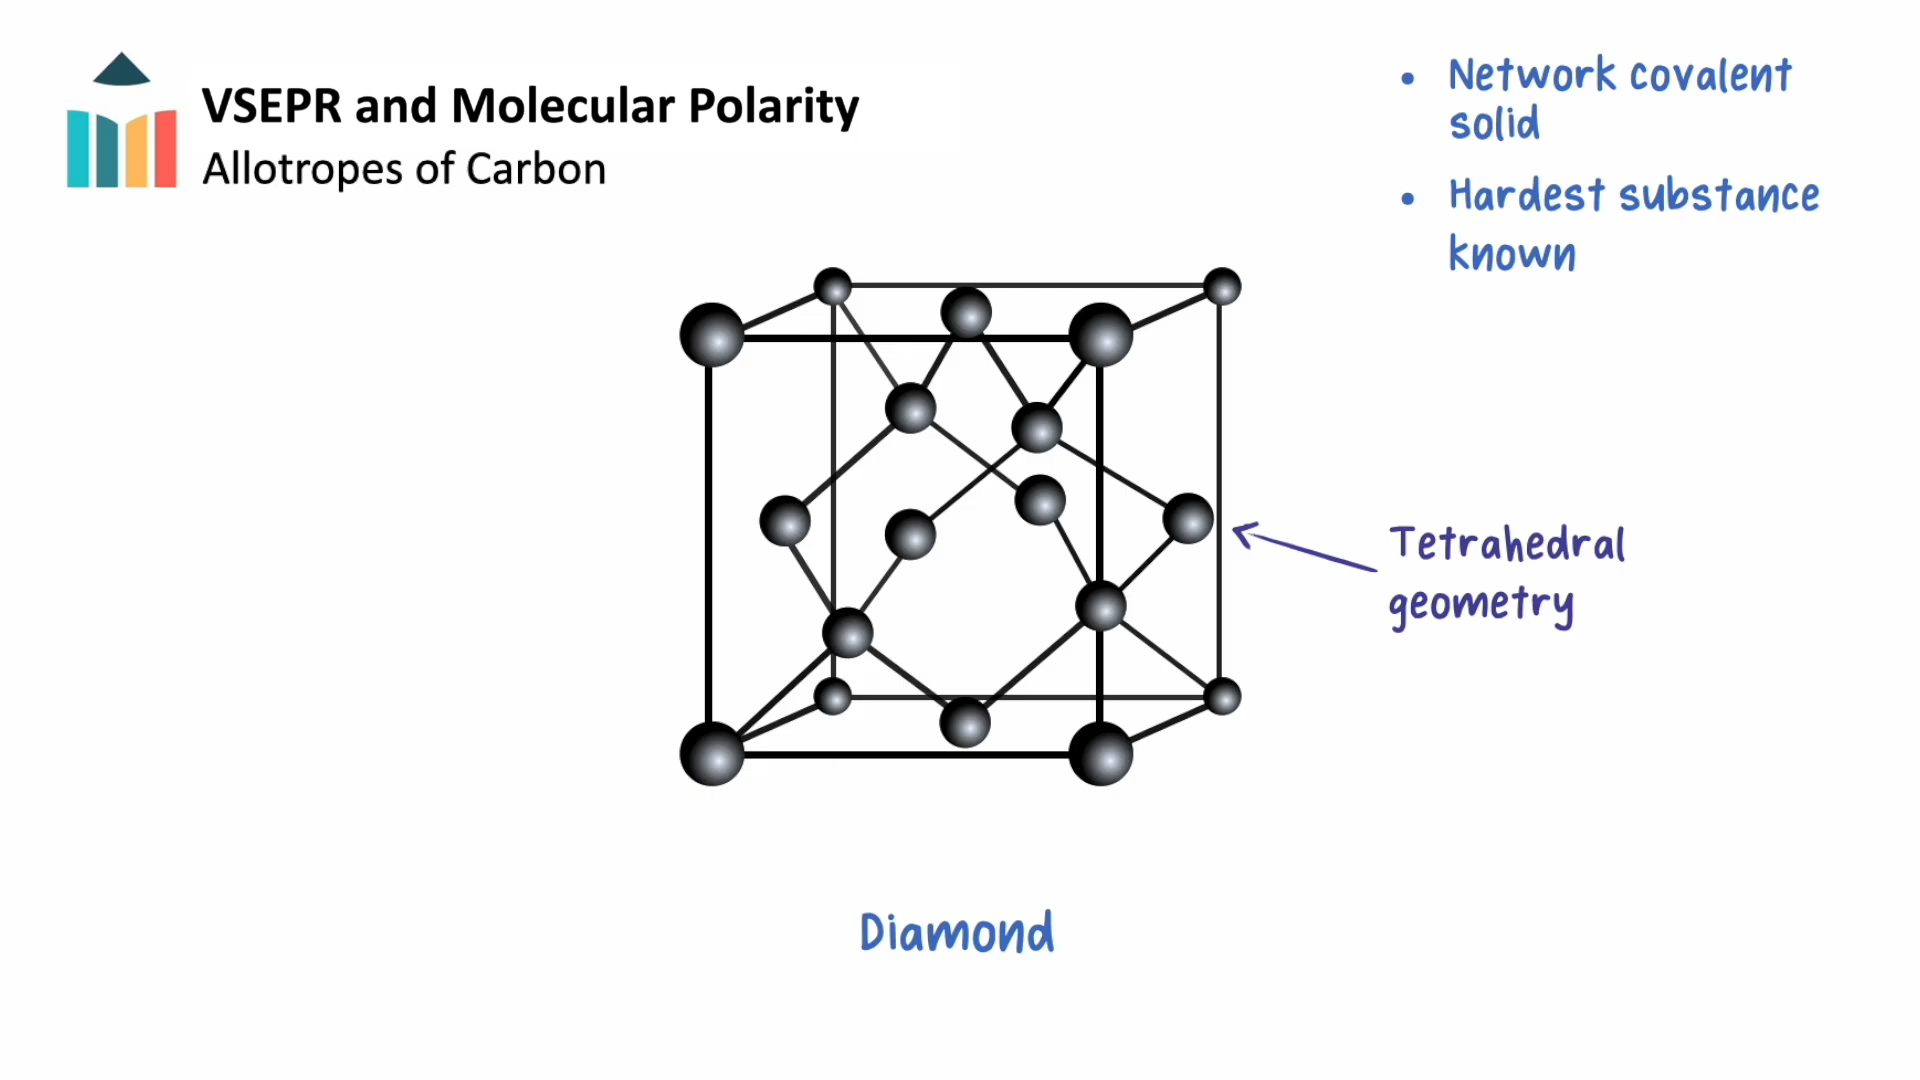 VSEPR and Molecular Polarity
Allotropes of Carbon
• Network covalent
solid
• Hardest substance
known
Tetrahedral
geometry
Diamond